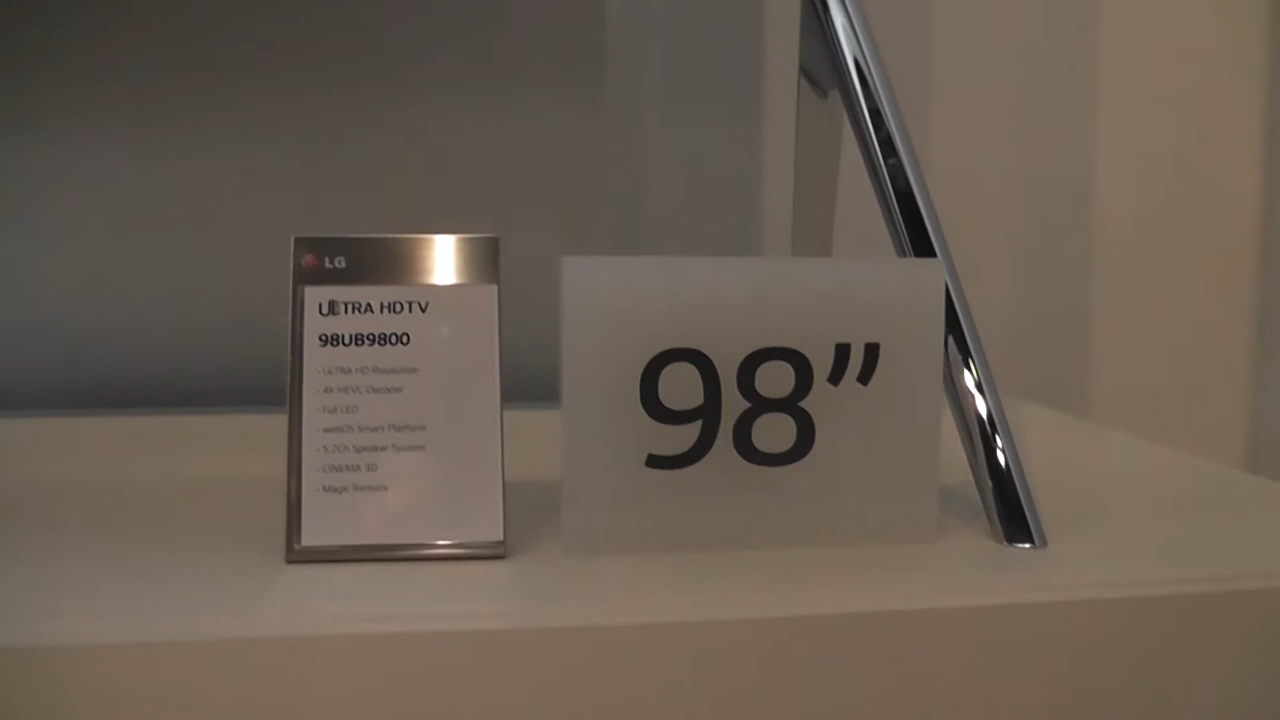 LG
ULTRA HDTV
98UB9800
- ULTRA HD Resolution
- 4K HEVC Decoder
- Full LED
- webOS Smart Platform
- 5.2Ch Speaker System
- CINEMA 3D
- Magic Remote
98”